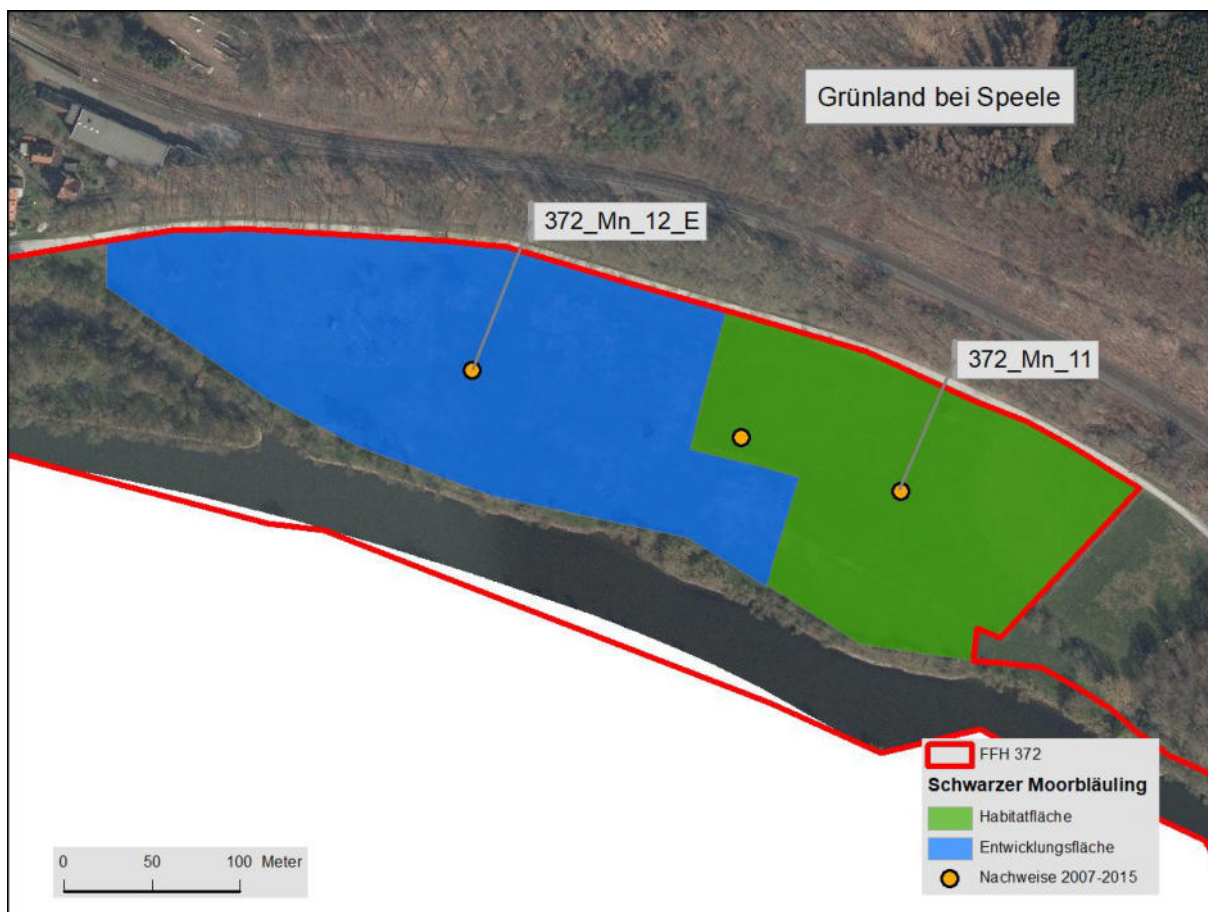 Grünland bei Speele
372_Mn_12_E
372_Mn_11
FFH 372
Schwarzer Moorbläuling
Habitatfläche
Entwicklungsfläche
Nachweise 2007-2015
0 50 100 Meter